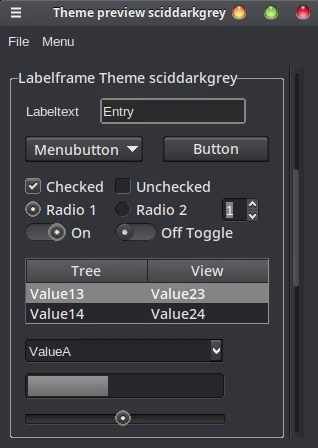 Theme preview sciddarkgrey
File Menu
Labelframe Theme sciddarkgrey
Labeltext Entry
Menubutton Button
Checked Unchecked
Radio 1 Radio 2 1
On Off Toggle
Tree View
Value13 Value23
Value14 Value24
ValueA